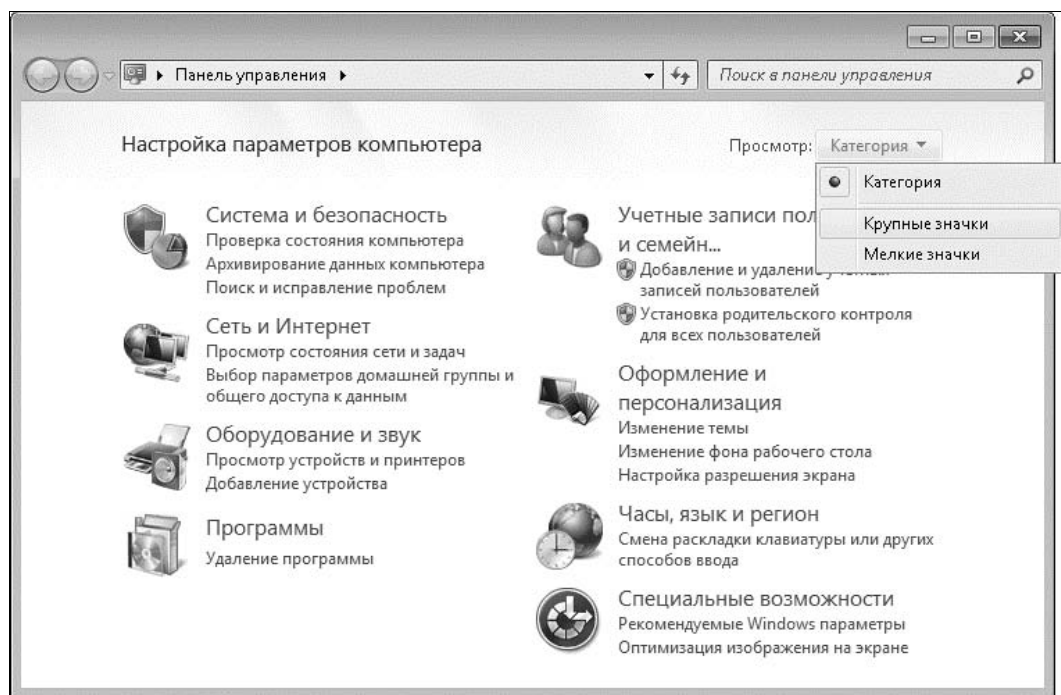 Панель управления
Поиск в панели управления
Настройка параметров компьютера
Просмотр: Категория
Категория
Крупные значки
Мелкие значки
Система и безопасность
Проверка состояния компьютера
Архивирование данных компьютера
Поиск и исправление проблем
Сеть и Интернет
Просмотр состояния сети и задач
Выбор параметров домашней группы и
общего доступа к данным
Оборудование и звук
Просмотр устройств и принтеров
Добавление устройства
Программы
Удаление программы
Учетные записи
и семейн...
Добавление и удаление
записей пользователей
Установка родительского контроля
для всех пользователей
Оформление и
персонализация
Изменение темы
Изменение фона рабочего стола
Настройка разрешения экрана
Часы, язык и регион
Смена раскладки клавиатуры или других
способов ввода
Специальные возможности
Рекомендуемые Windows параметры
Оптимизация изображения на экране